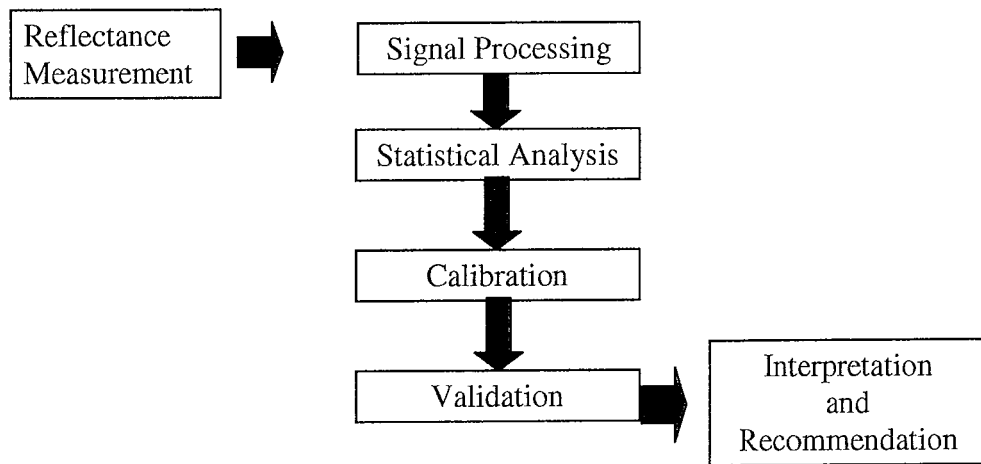 Reflectance
Measurement
Signal Processing
Statistical Analysis
Calibration
Validation
Interpretation
and
Recommendation